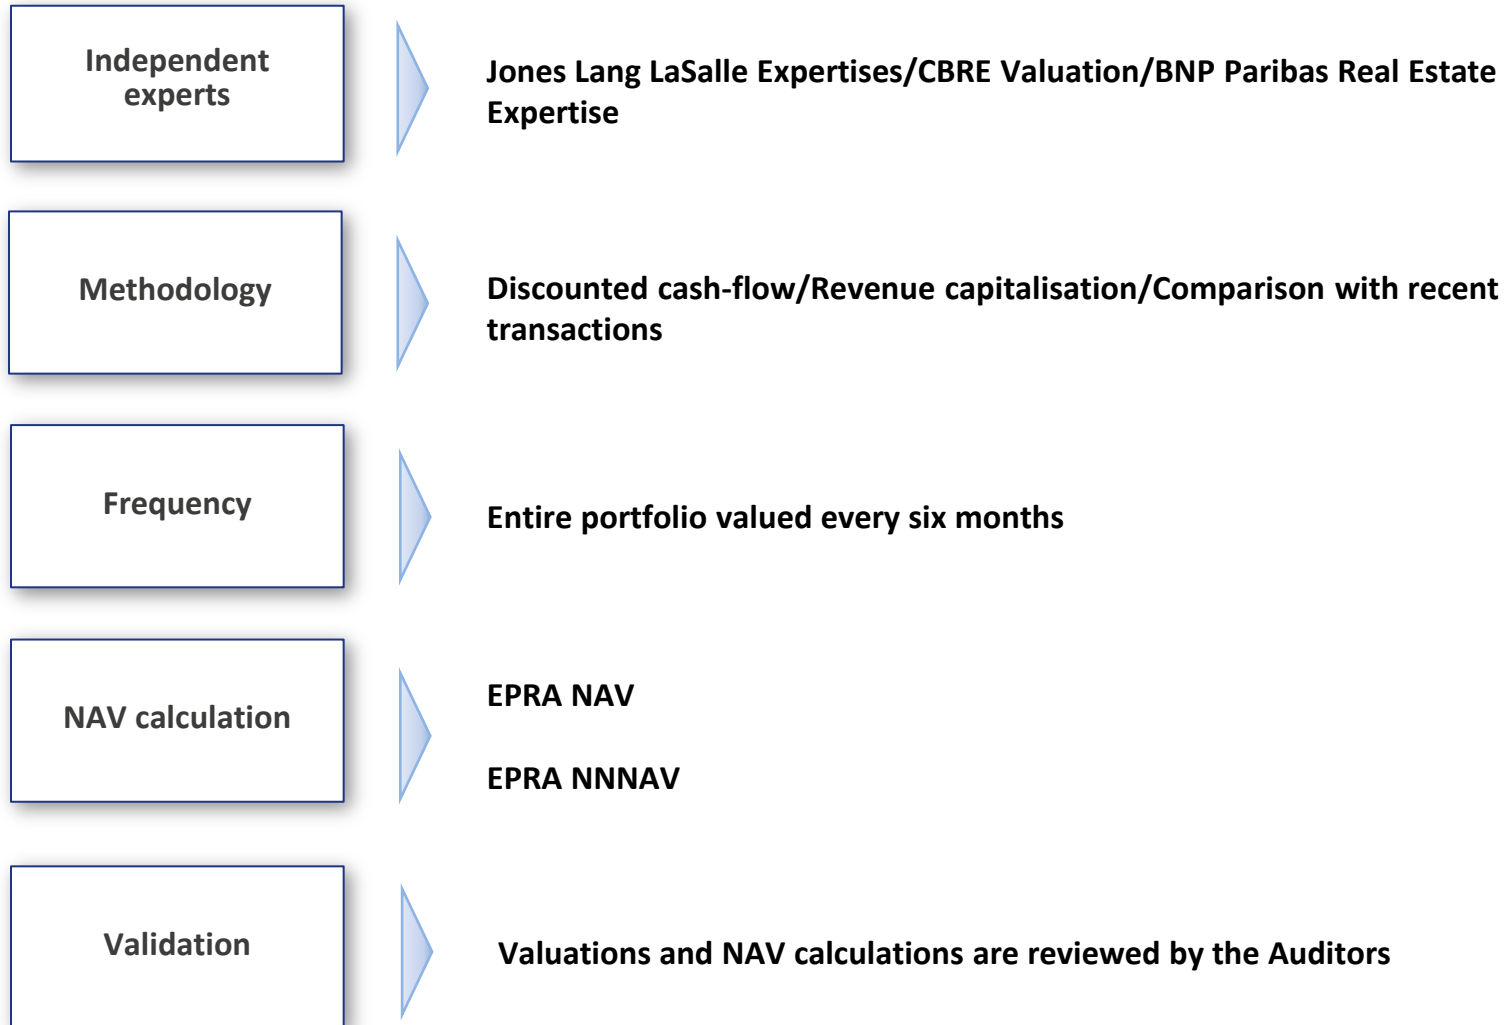 Independent
experts
Jones Lang LaSalle Expertises/CBRE Valuation/BNP Paribas Real Estate
Expertise
Methodology
Discounted cash-flow/Revenue capitalisation/Comparison with recent
transactions
Frequency
Entire portfolio valued every six months
NAV calculation
EPRA NAV
EPRA NNNAV
Validation
Valuations and NAV calculations are reviewed by the Auditors